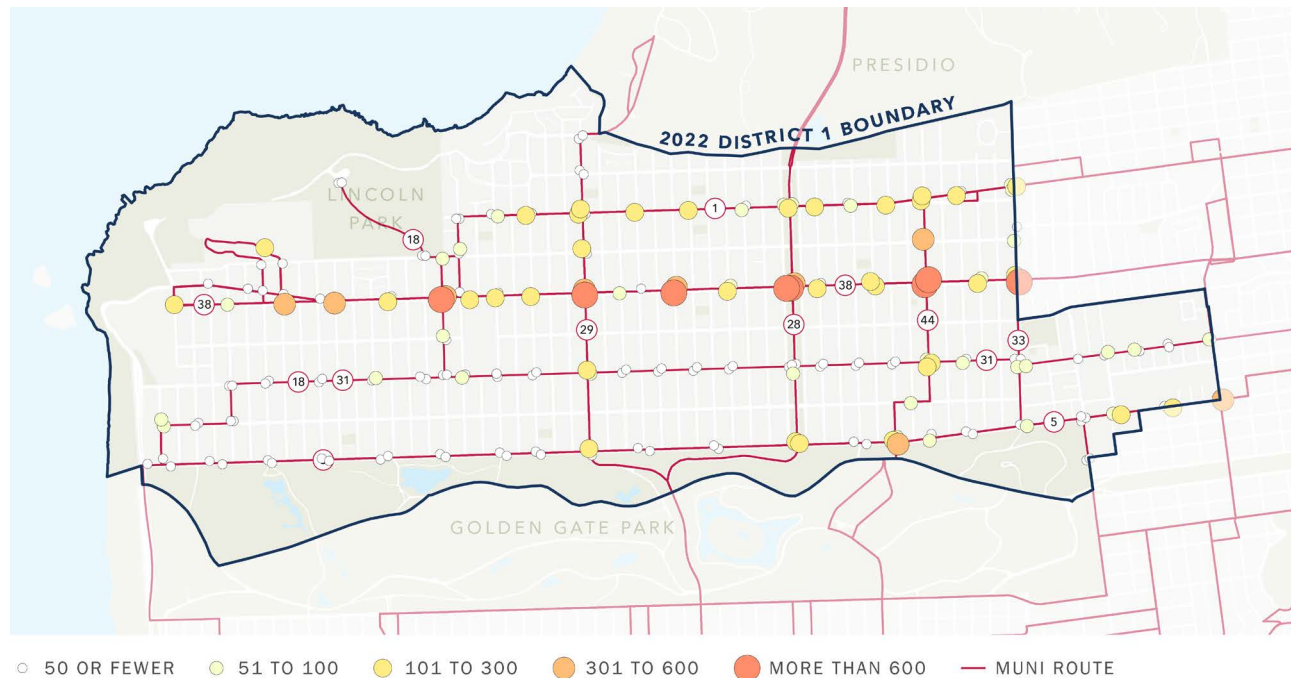 PRESIDIO
2022 DISTRICT 1 BOUNDARY
LINCOLN
PARK
1
18
38
38
29
28
44
33
18
31
31
5
GOLDEN GATE PARK
50 OR FEWER
51 TO 100
101 TO 300
301 TO 600
MORE THAN 600
MUNI ROUTE